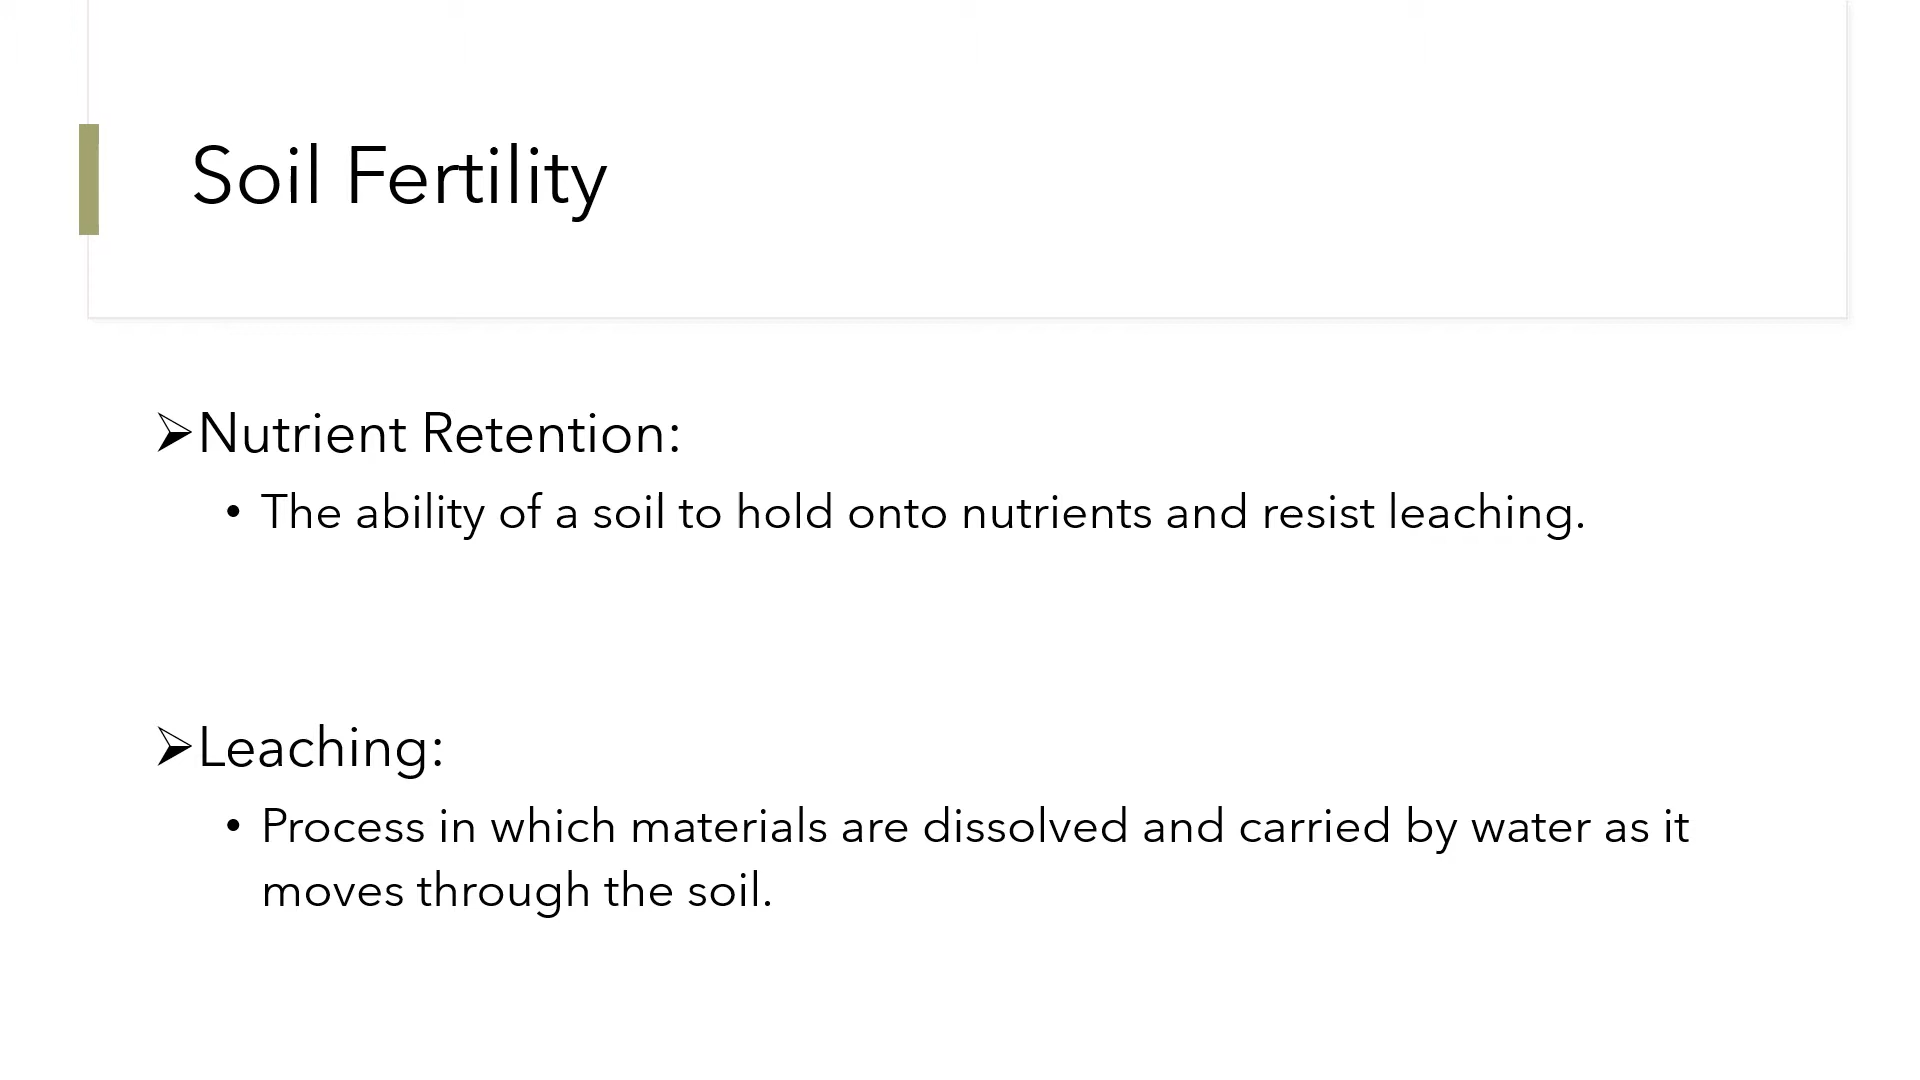 Soil Fertility
➢Nutrient Retention:
• The ability of a soil to hold onto nutrients and resist leaching.
➢Leaching:
• Process in which materials are dissolved and carried by water as it
moves through the soil.